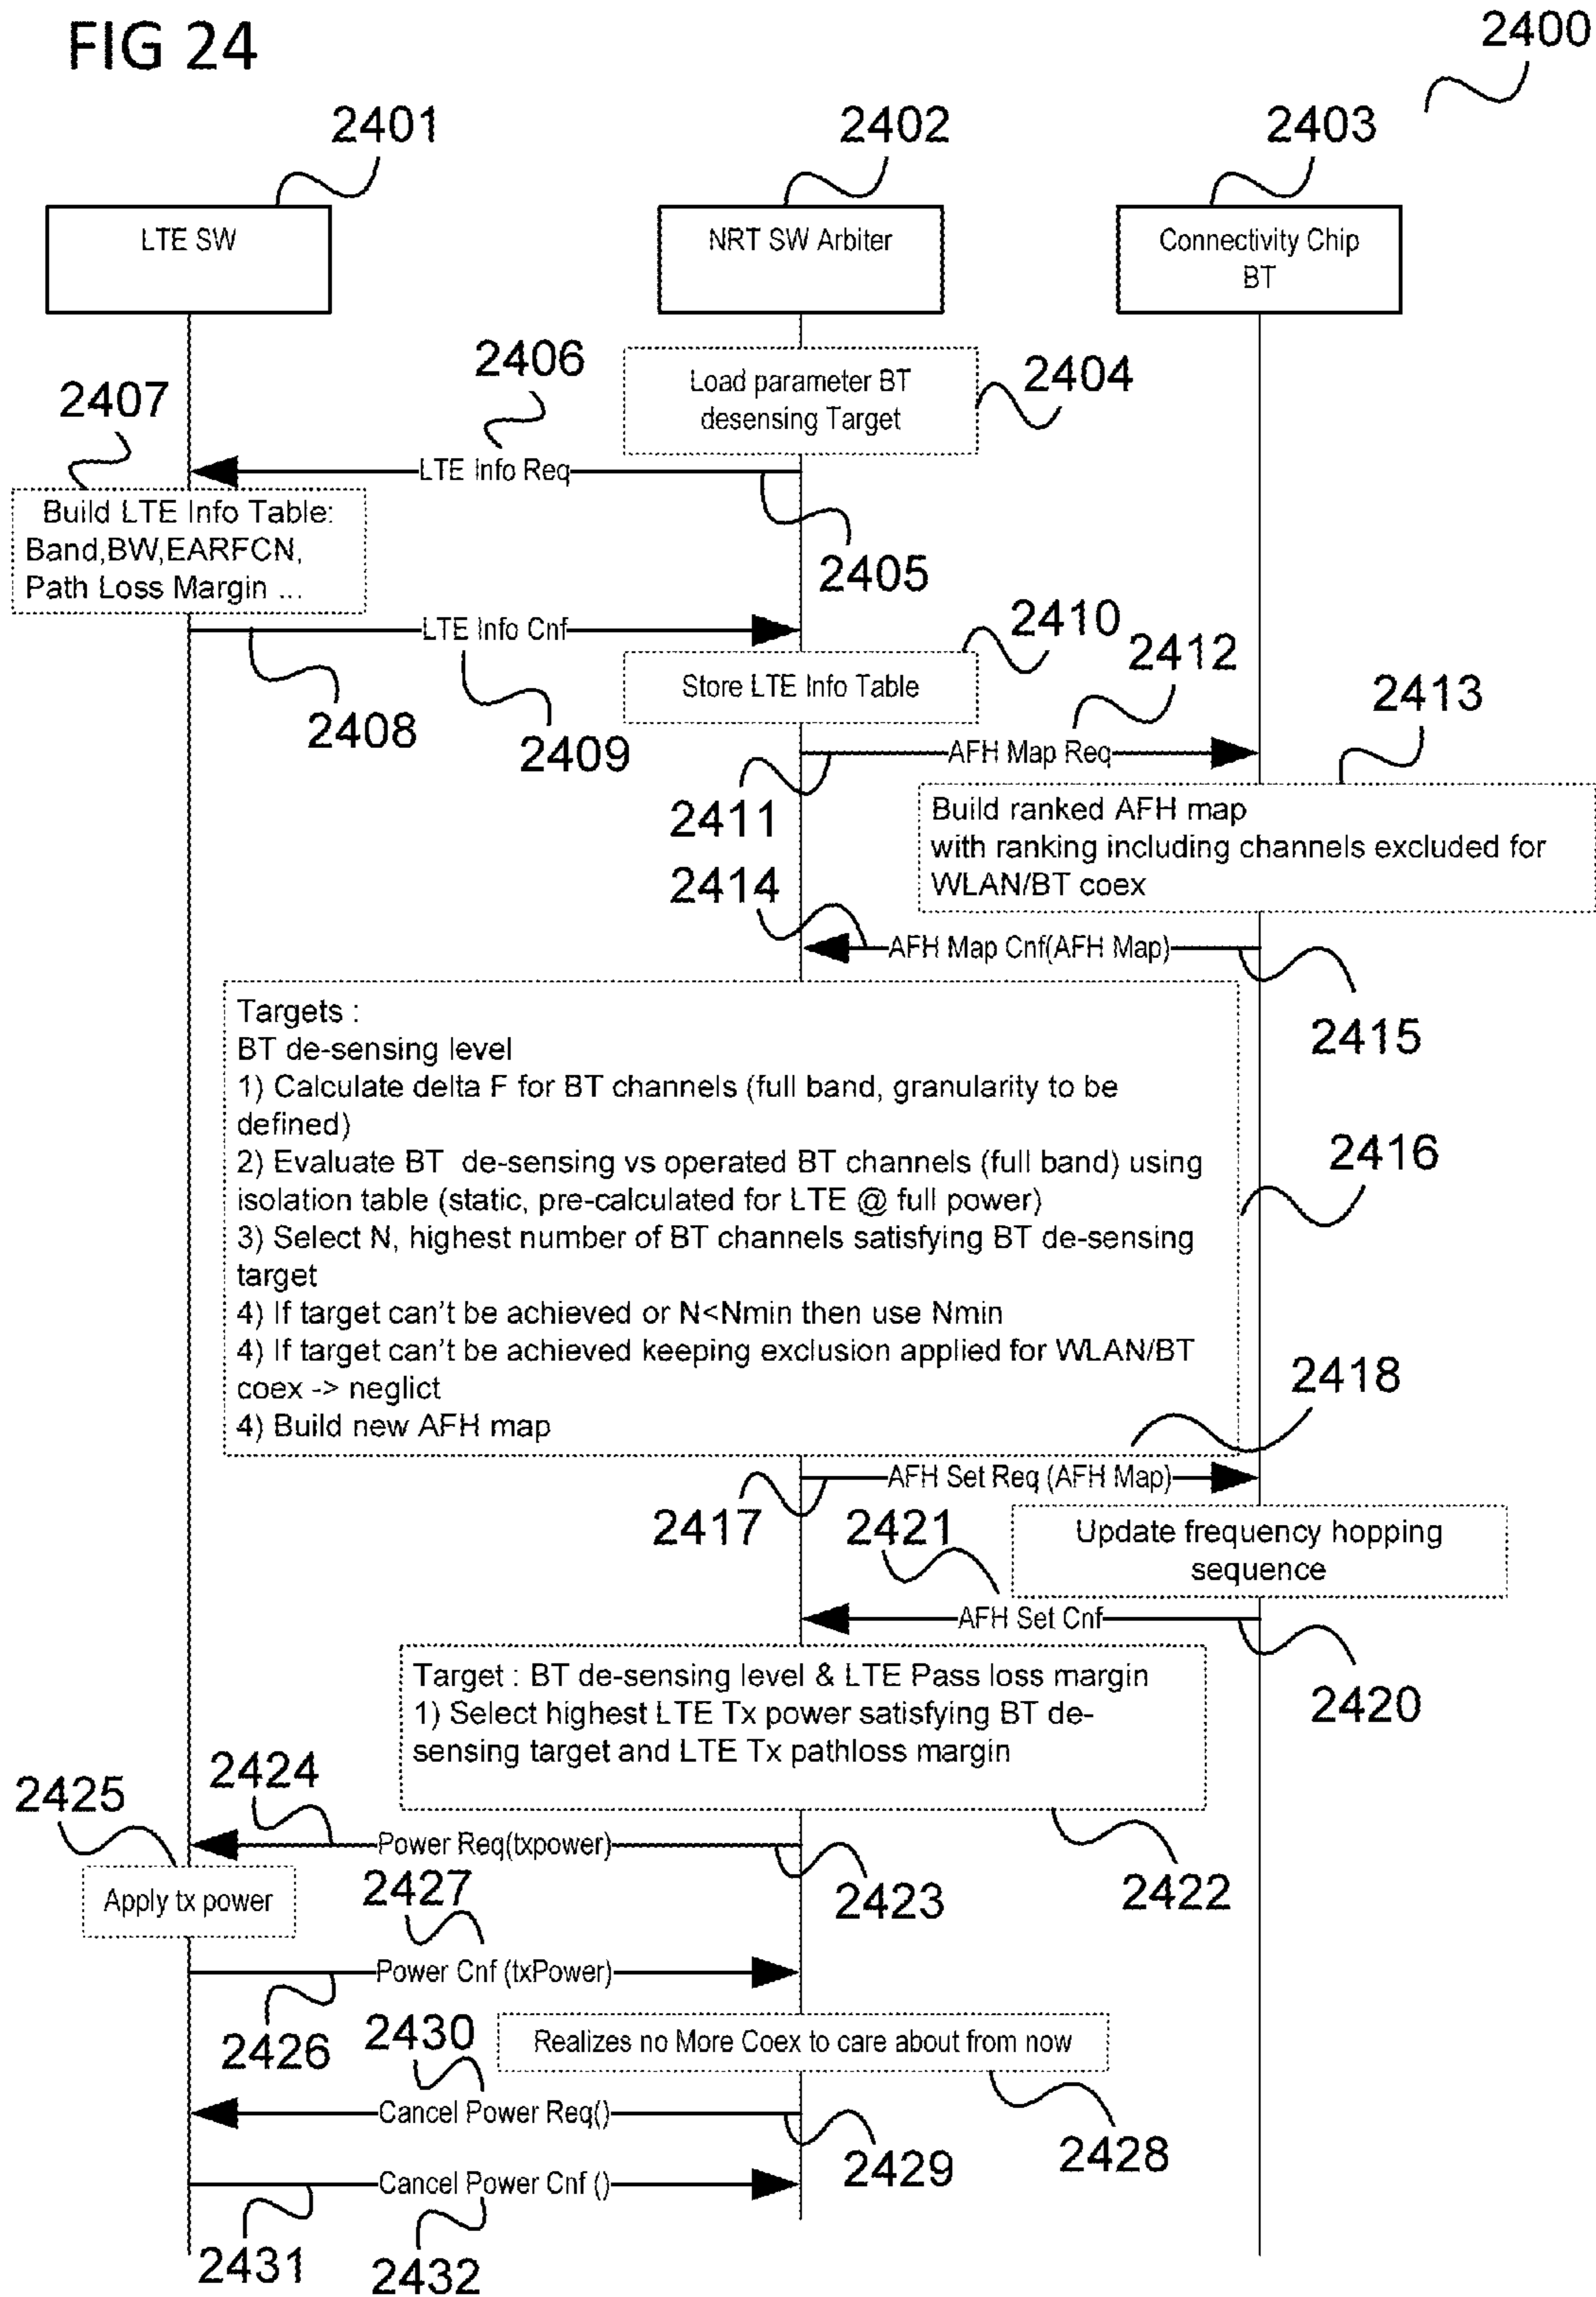 FIG 24
2400
2401
2402
2403
LTE SW
NRT SW Arbiter
Connectivity Chip
BT
2406
Load parameter BT
desensing Target
2404
2407
LTE Info Req
Build LTE Info Table:
Band,BW,EARFCN,
Path Loss Margin ...
2405
LTE Info Cnf
2410
2412
Store LTE Info Table
2408
2409
2413
AFH Map Req
2411
Build ranked AFH map
with ranking including channels excluded for
WLAN/BT coex
2414
AFH Map Cnf(AFH Map)
2415
Targets :
BT de-sensing level
1) Calculate delta F for BT channels (full band, granularity to be
defined)
2) Evaluate BT de-sensing vs operated BT channels (full band) using
isolation table (static, pre-calculated for LTE @ full power)
3) Select N, highest number of BT channels satisfying BT de-sensing
target
4) If target can't be achieved or N<Nmin then use Nmin
4) If target can't be achieved keeping exclusion applied for WLAN/BT
coex -> neglict
4) Build new AFH map
2416
2418
AFH Set Req (AFH Map)
2417
2421
Update frequency hopping
sequence
AFH Set Cnf
2420
Target : BT de-sensing level & LTE Pass loss margin
1) Select highest LTE Tx power satisfying BT de-
sensing target and LTE Tx pathloss margin
2424
2425
Power Req(txpower)
2422
2423
Apply tx power
2427
Power Cnf (txPower)
2426
2430
Realizes no More Coex to care about from now
Cancel Power Req()
2429
2428
Cancel Power Cnf ()
2431
2432